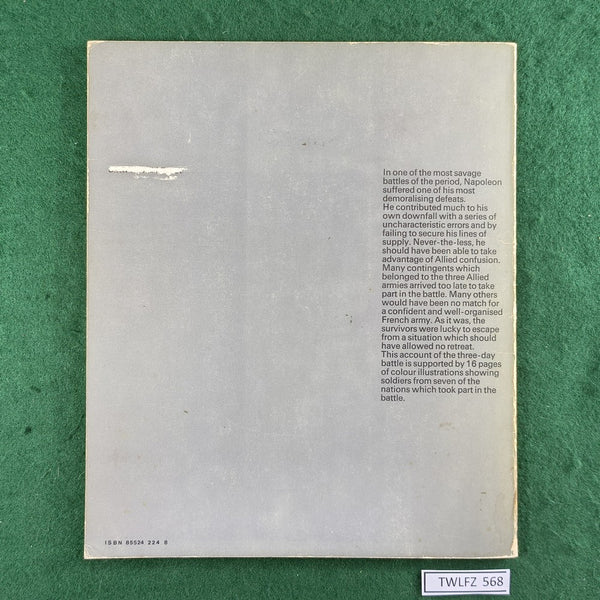 In one of the most savage
battles of the period, Napoleon
suffered one of his most
demoralising defeats.
He contributed much to his
own downfall with a series of
uncharacteristic errors and by
failing to secure his lines of
supply. Never-the-less, he
should have been able to take
advantage of Allied confusion.
Many contingents which
belonged to the three Allied
armies arrived too late to take
part in the battle. Many others
would have been no match for
a confident and well-organised
French army. As it was, the
survivors were lucky to escape
from a situation which should
have allowed no retreat.
This account of the three-day
battle is supported by 16 pages
of colour illustrations showing
soldiers from seven of the
nations which took part in the
battle.
ISBN 85524 224 8
TWLFZ 568